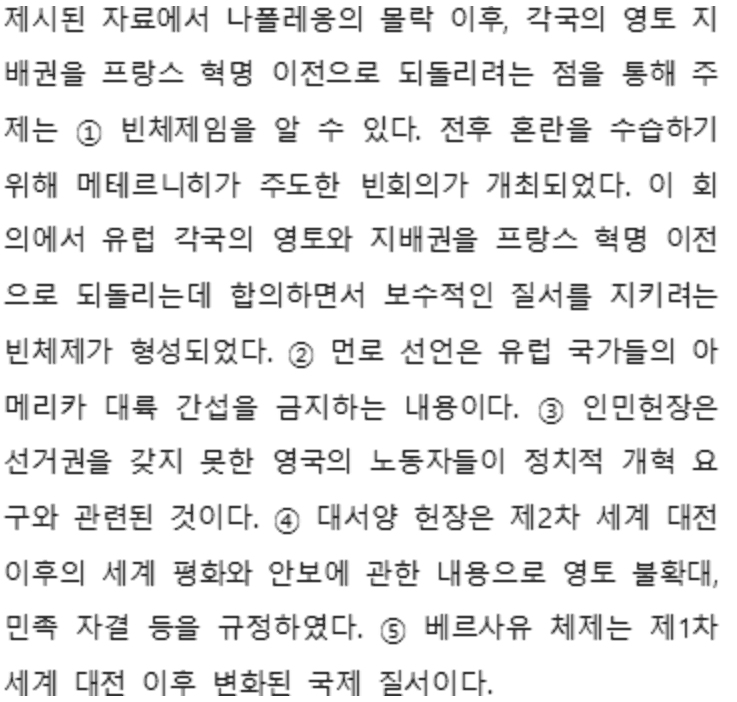 제시된 자료에서 나폴레옹의 몰락 이후, 각국의 영토 지
배권을 프랑스 혁명 이전으로 되돌리려는 점을 통해 주
제는 ① 빈체제임을 알 수 있다. 전후 혼란을 수습하기
위해 메테르니히가 주도한 빈회의가 개최되었다. 이 회
의에서 유럽 각국의 영토와 지배권을 프랑스 혁명 이전
으로 되돌리는데 합의하면서 보수적인 질서를 지키려는
빈체제가 형성되었다. ② 먼로 선언은 유럽 국가들의 아
메리카 대륙 간섭을 금지하는 내용이다. ③ 인민헌장은
선거권을 갖지 못한 영국의 노동자들이 정치적 개혁 요
구와 관련된 것이다. ④ 대서양 헌장은 제2차 세계 대전
이후의 세계 평화와 안보에 관한 내용으로 영토 불확대,
민족 자결 등을 규정하였다. ⑤ 베르사유 체제는 제1차
세계 대전 이후 변화된 국제 질서이다.